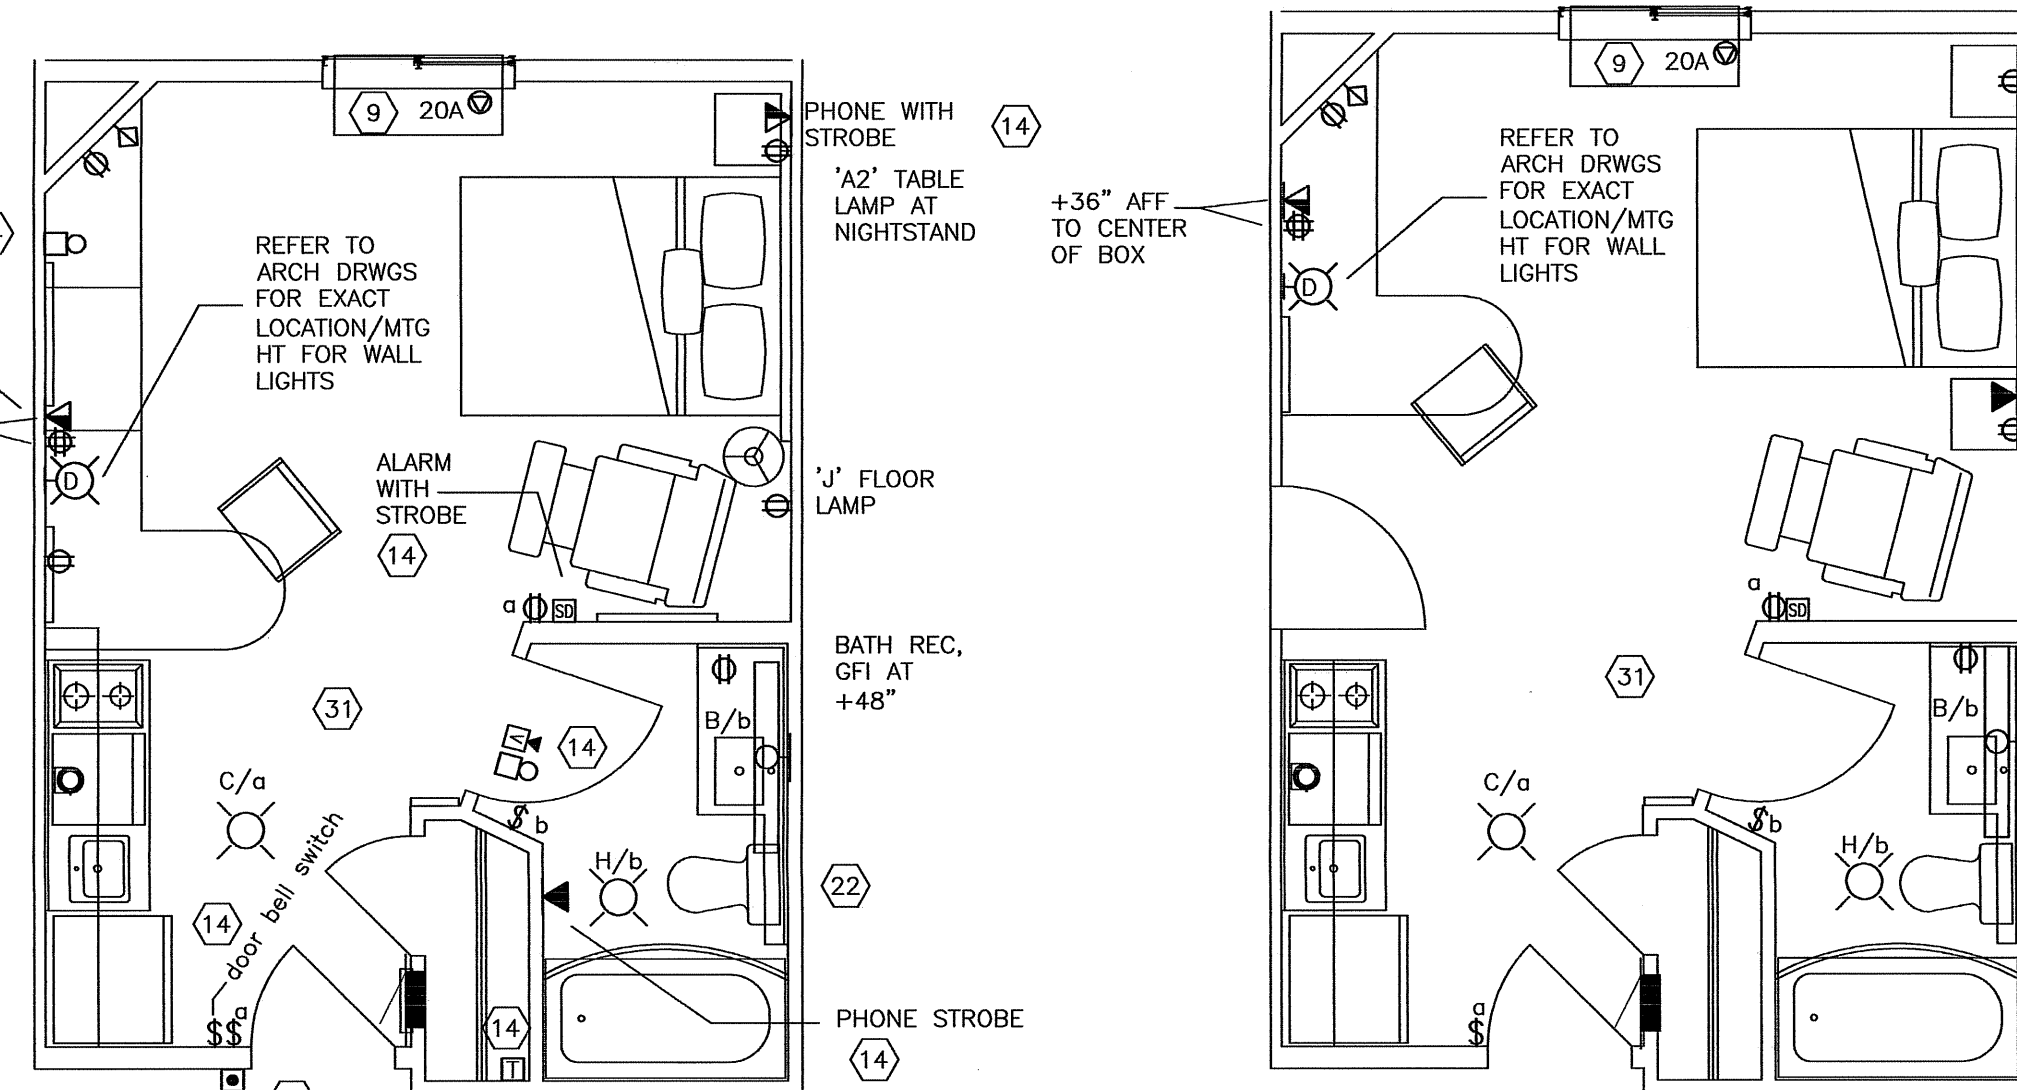 9
20A
PHONE WITH
STROBE
14
'A2' TABLE
LAMP AT
NIGHTSTAND
REFER TO
ARCH DRWGS
FOR EXACT
LOCATION/MTG
HT FOR WALL
LIGHTS
D
ALARM
WITH
STROBE
14
'J' FLOOR
LAMP
a
SD
BATH REC,
GFI AT
+48"
31
B/b
V
14
C/a
$ b
H/b
door bell switch
14
22
$$a
14
T
PHONE STROBE
14
9
20A
+36" AFF
TO CENTER
OF BOX
REFER TO
ARCH DRWGS
FOR EXACT
LOCATION/MTG
HT FOR WALL
LIGHTS
D
a
SD
31
B/b
C/a
$b
H/b
a
$